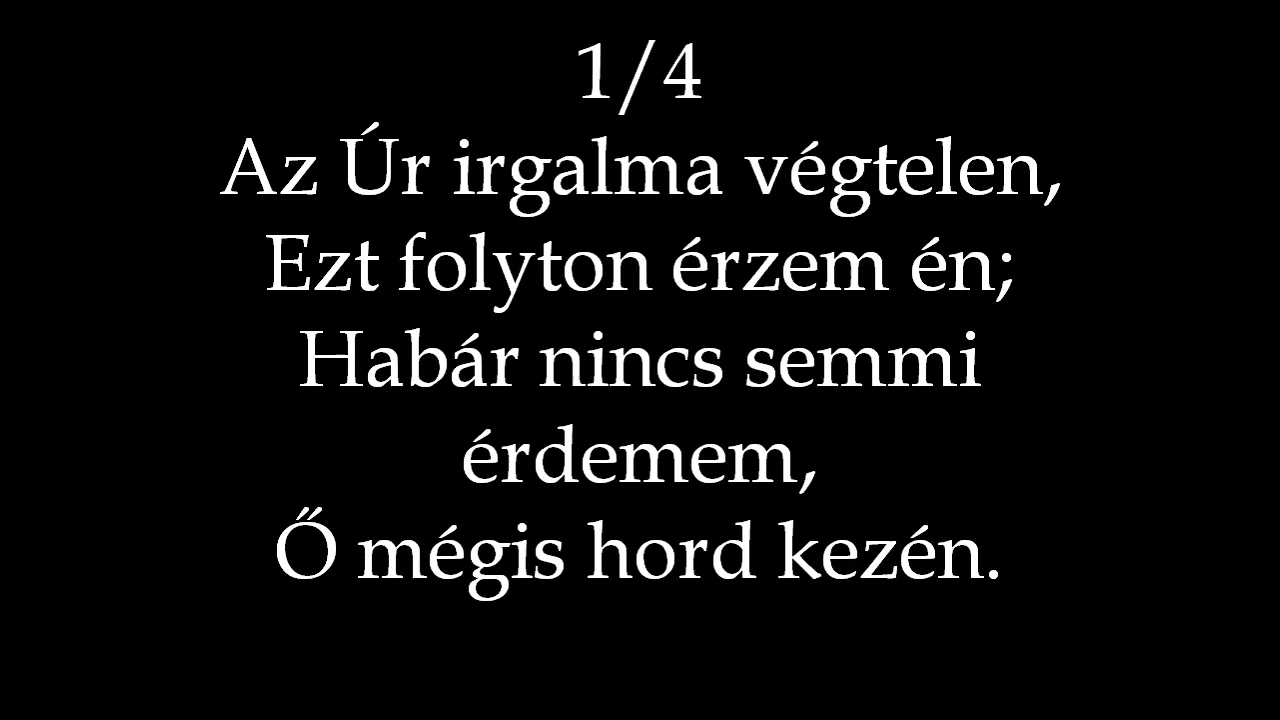 1/4
Az Úr irgalma végtelen,
Ezt folyton érzem én;
Habár nincs semmi
érdemem,
Ő mégis hord kezén.